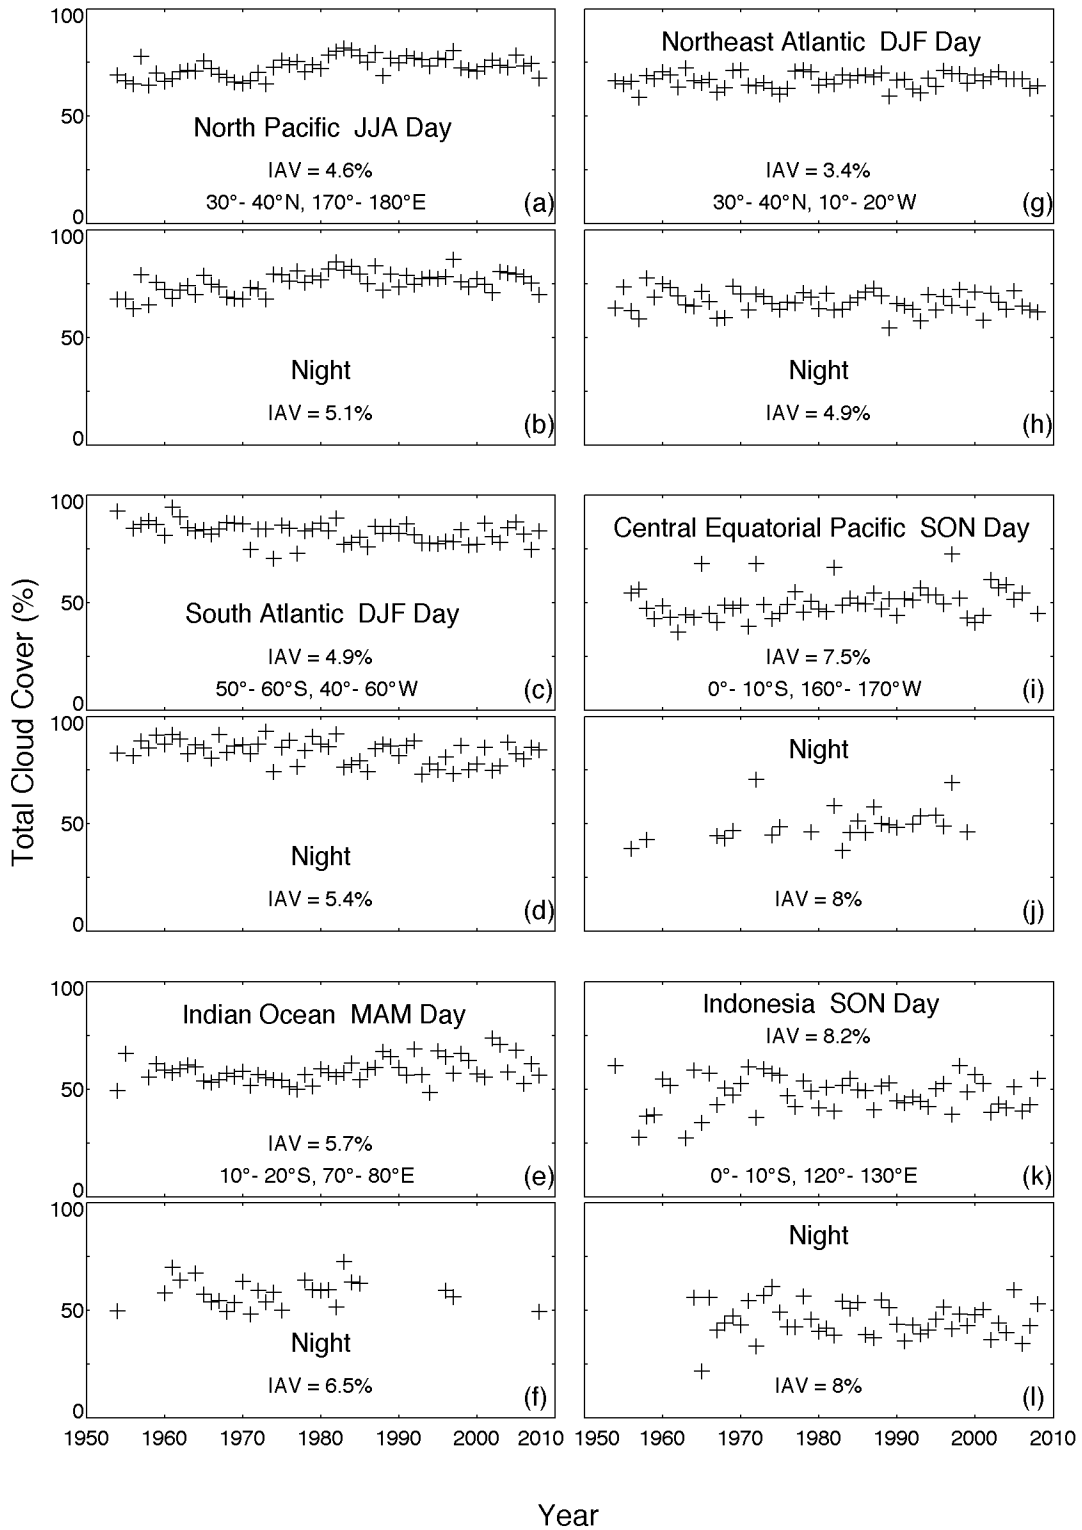 Total Cloud Cover (%)
100
50
0
North Pacific JJA Day
IAV = 4.6%
30°- 40°N, 170°- 180°E
(a)
100
50
0
Night
IAV = 5.1%
(b)
100
50
0
South Atlantic DJF Day
IAV = 4.9%
50°- 60°S, 40°- 60°W
(c)
100
50
0
Night
IAV = 5.4%
(d)
100
50
0
Indian Ocean MAM Day
IAV = 5.7%
10°- 20°S, 70°- 80°E
(e)
100
50
0
Night
IAV = 6.5%
(f)
1950 1960 1970 1980 1990 2000 2010
Northeast Atlantic DJF Day
IAV = 3.4%
30°- 40°N, 10°- 20°W
(g)
Night
IAV = 4.9%
(h)
Central Equatorial Pacific SON Day
IAV = 7.5%
0°- 10°S, 160°- 170°W
(i)
Night
IAV = 8%
(j)
Indonesia SON Day
IAV = 8.2%
0°- 10°S, 120°- 130°E
(k)
Night
IAV = 8%
(l)
1950 1960 1970 1980 1990 2000 2010
Year